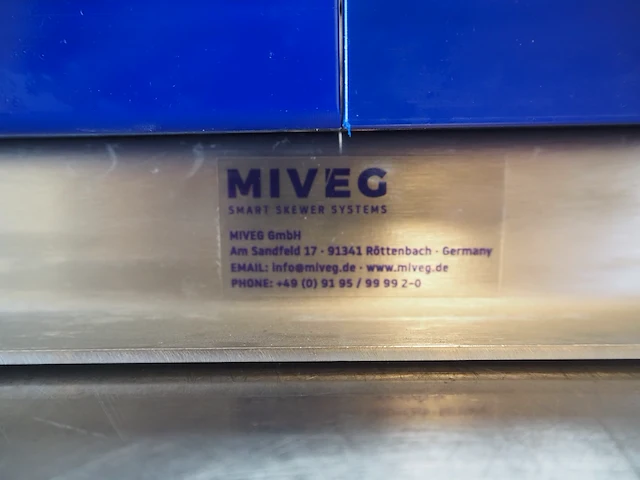 MIVEG
SMART SKEWER SYSTEMS
MIVEG GmbH
Am Sandfeld 17 · 91341 Röttenbach · Germany
EMAIL: info@miveg.de · www.miveg.de
PHONE: +49 (0) 91 95 / 99 99 2-0